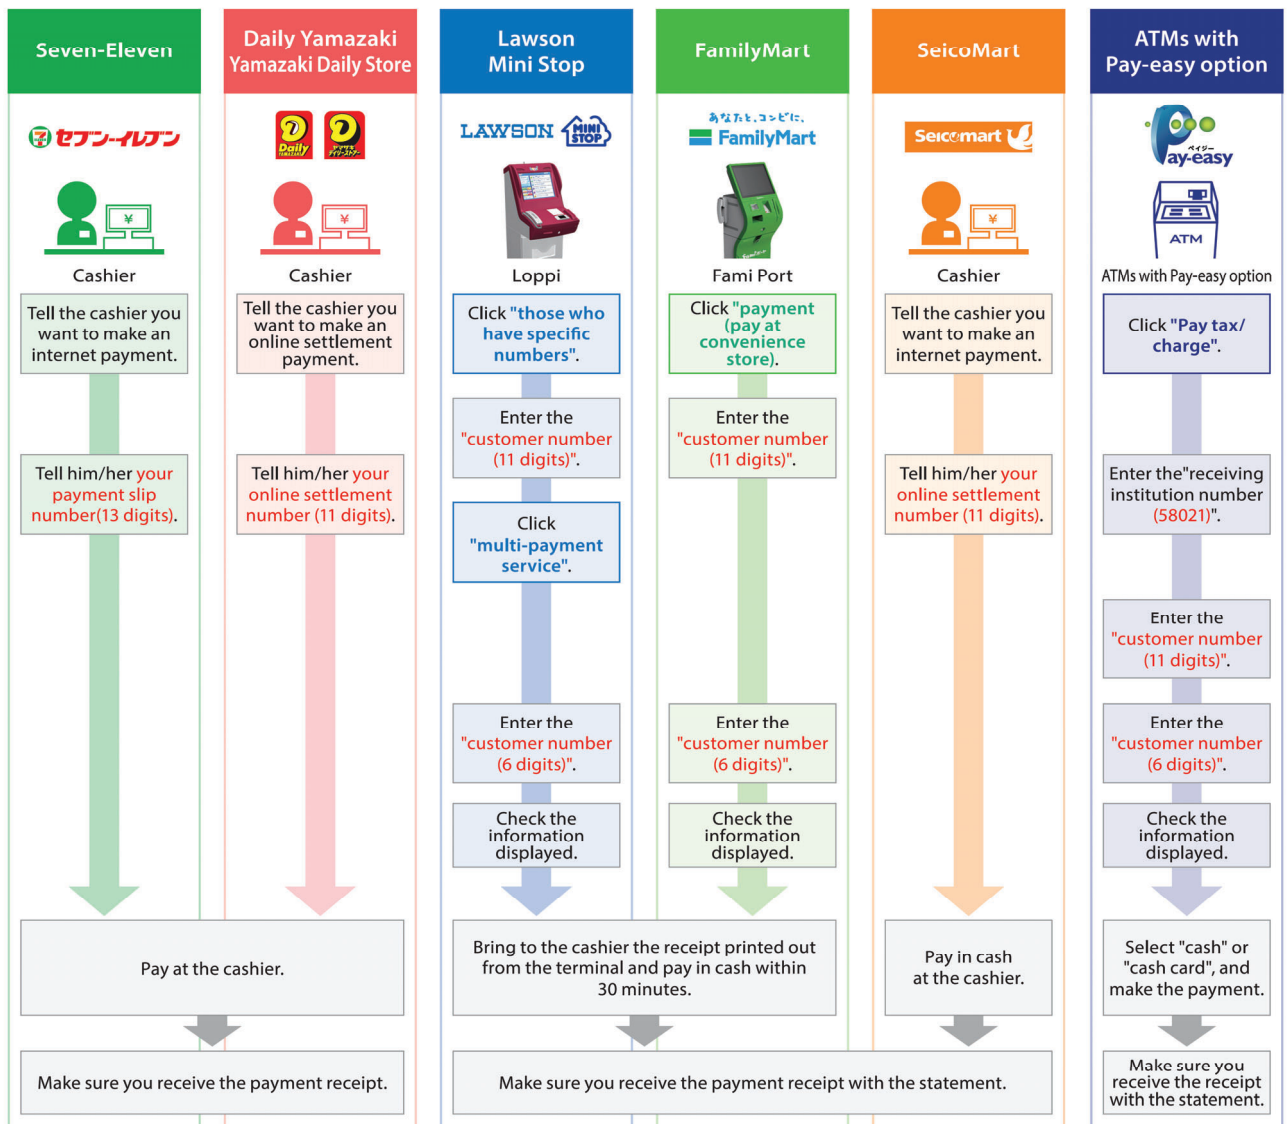 Seven-Eleven
セブン-イレブン
¥
Cashier
Tell the cashier you
want to make an
internet payment.
Tell him/her your
payment slip
number(13 digits).
Daily Yamazaki
Yamazaki Daily Store
Daily
YAMAZAKI
ヤマザキ
デイリーストアー
¥
Cashier
Tell the cashier you
want to make an
online settlement
payment.
Tell him/her your
online settlement
number (11 digits).
Pay at the cashier.
Make sure you receive the payment receipt.
Lawson
Mini Stop
LAWSON
MINI
STOP
Loppi
Click "those who
have specific
numbers".
Enter the
"customer number
(11 digits)".
Click
"multi-payment
service".
Enter the
"customer number
(6 digits)".
Check the
information
displayed.
FamilyMart
あなたと、コンビに、
FamilyMart
Fami Port
Click "payment
(pay at
convenience
store).
Enter the
"customer number
(11 digits)".
Enter the
"customer number
(6 digits)".
Check the
information
displayed.
Bring to the cashier the receipt printed out
from the terminal and pay in cash within
30 minutes.
SeicoMart
Seicomart
¥
Cashier
Tell the cashier you
want to make an
internet payment.
Tell him/her your
online settlement
number (11 digits).
Pay in cash
at the cashier.
Make sure you receive the payment receipt with the statement.
ATMs with
Pay-easy option
ペイジー
Pay-easy
ATM
ATMs with Pay-easy option
Click "Pay tax/
charge".
Enter the"receiving
institution number
(58021)".
Enter the
"customer number
(11 digits)".
Enter the
"customer number
(6 digits)".
Check the
information
displayed.
Select "cash" or
"cash card", and
make the payment.
Make sure you
receive the receipt
with the statement.